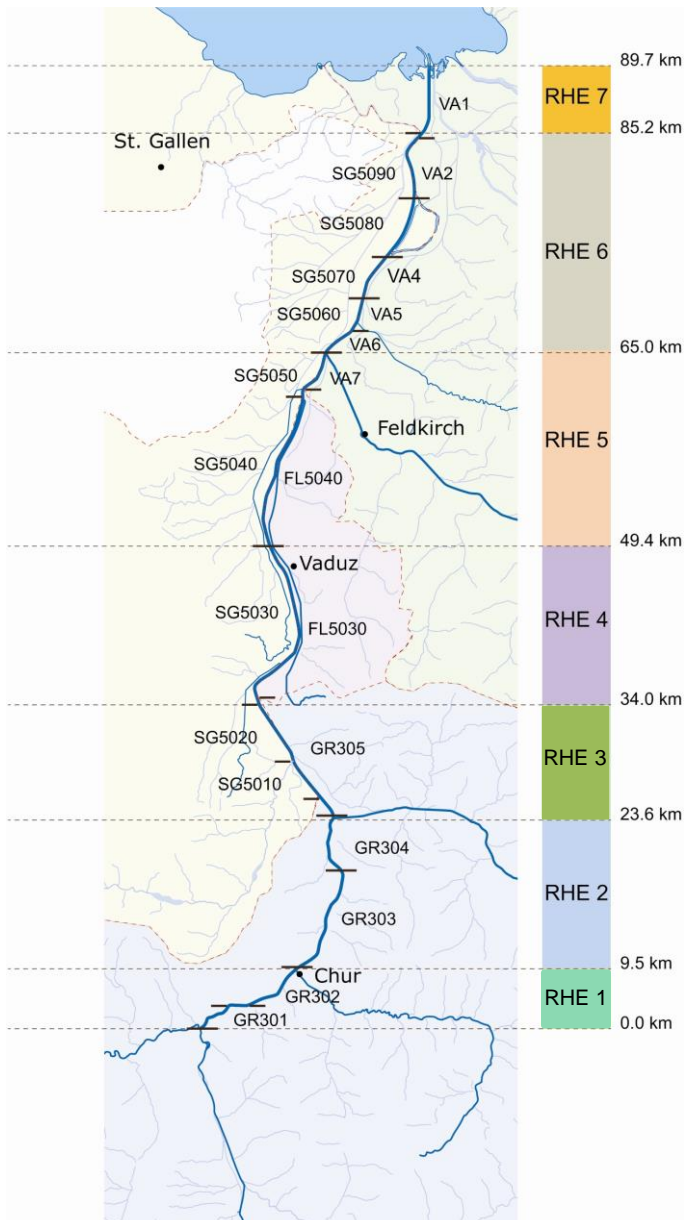 89.7 km
RHE 7
VA1
85.2 km
St. Gallen
SG5090
VA2
SG5080
RHE 6
SG5070
VA4
SG5060
VA5
VA6
65.0 km
SG5050
VA7
Feldkirch
RHE 5
SG5040
FL5040
49.4 km
Vaduz
SG5030
RHE 4
FL5030
34.0 km
SG5020
GR305
RHE 3
SG5010
23.6 km
GR304
RHE 2
GR303
9.5 km
Chur
GR302
RHE 1
GR301
0.0 km